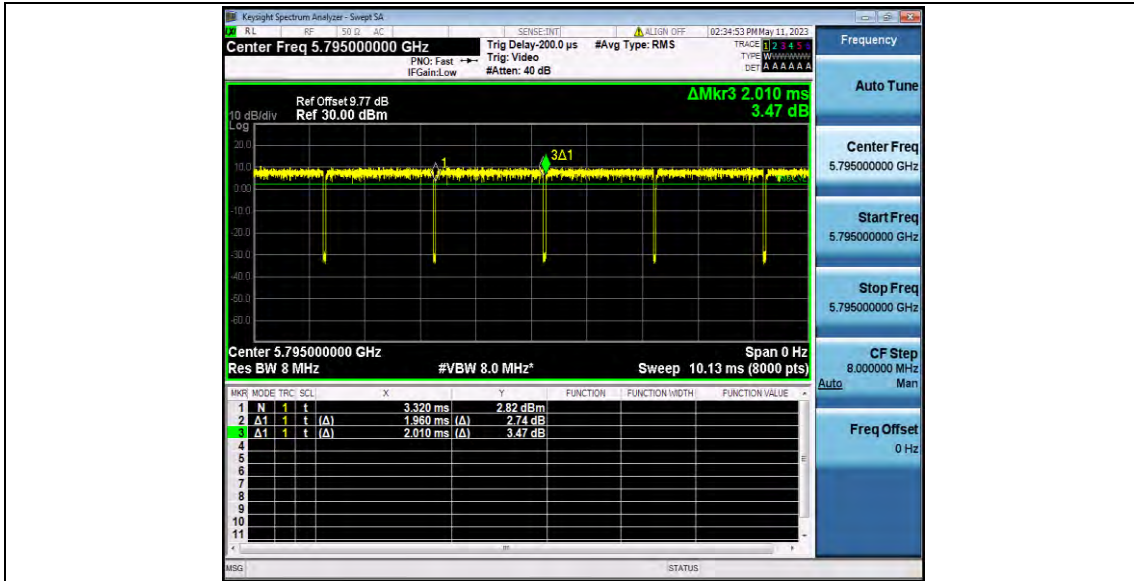 Keysight Spectrum Analyzer - Swept SA
RL RF 50 Ω AC SENSE:INT ALIGN OFF 02:34:53 PM May 11, 2023
Center Freq 5.795000000 GHz
PNO: Fast
IFGain:Low
Trig Delay-200.0 µs
Trig: Video
#Atten: 40 dB
#Avg Type: RMS
TRACE 1 2 3 4 5 6
TYPE W
DET A A A A A A
Frequency
Auto Tune
Center Freq
5.795000000 GHz
Start Freq
5.795000000 GHz
Stop Freq
5.795000000 GHz
CF Step
8.000000 MHz
Auto Man
Freq Offset
0 Hz
Ref Offset 9.77 dB
Ref 30.00 dBm
10 dB/div
Log
ΔMkr3 2.010 ms
3.47 dB
20.0
10.0
0.00
-10.0
-20.0
-30.0
-40.0
-50.0
-60.0
1
3Δ1
Center 5.795000000 GHz Span 0 Hz
Res BW 8 MHz #VBW 8.0 MHz* Sweep 10.13 ms (8000 pts)
MKR MODE TRC SCL X Y FUNCTION FUNCTION WIDTH FUNCTION VALUE
1 N 1 t 3.320 ms 2.82 dBm
2 Δ1 1 t (Δ) 1.960 ms (Δ) 2.74 dB
3 Δ1 1 t (Δ) 2.010 ms (Δ) 3.47 dB
4
5
6
7
8
9
10
11
MSG STATUS